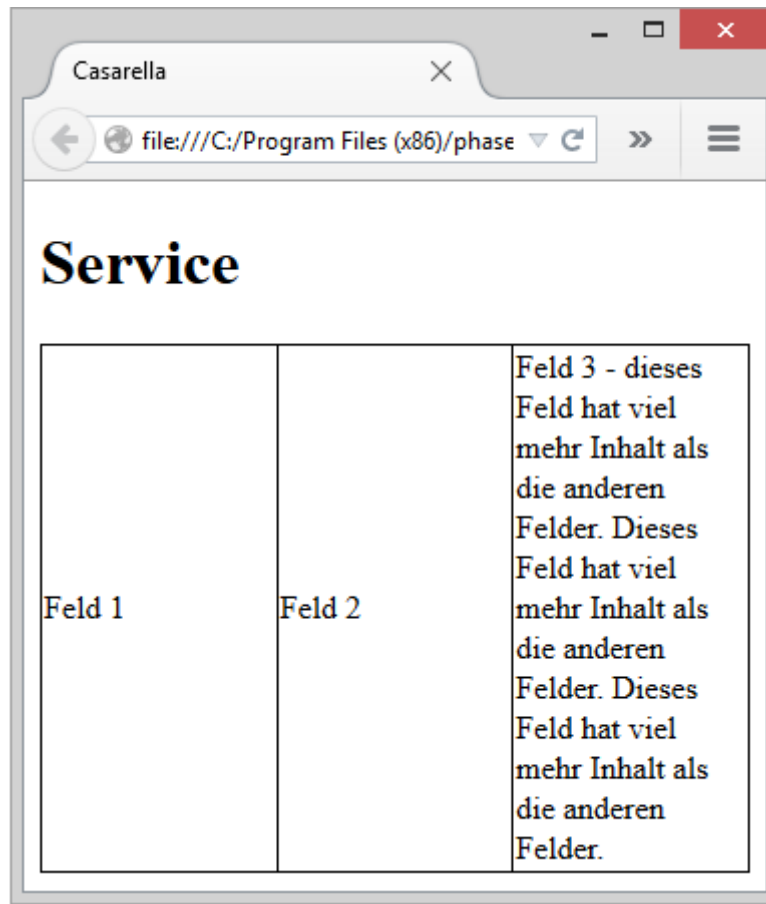 Casarella
file:///C:/Program Files (x86)/phase
Service
Feld 1
Feld 2
Feld 3 - dieses
Feld hat viel
mehr Inhalt als
die anderen
Felder. Dieses
Feld hat viel
mehr Inhalt als
die anderen
Felder. Dieses
Feld hat viel
mehr Inhalt als
die anderen
Felder.